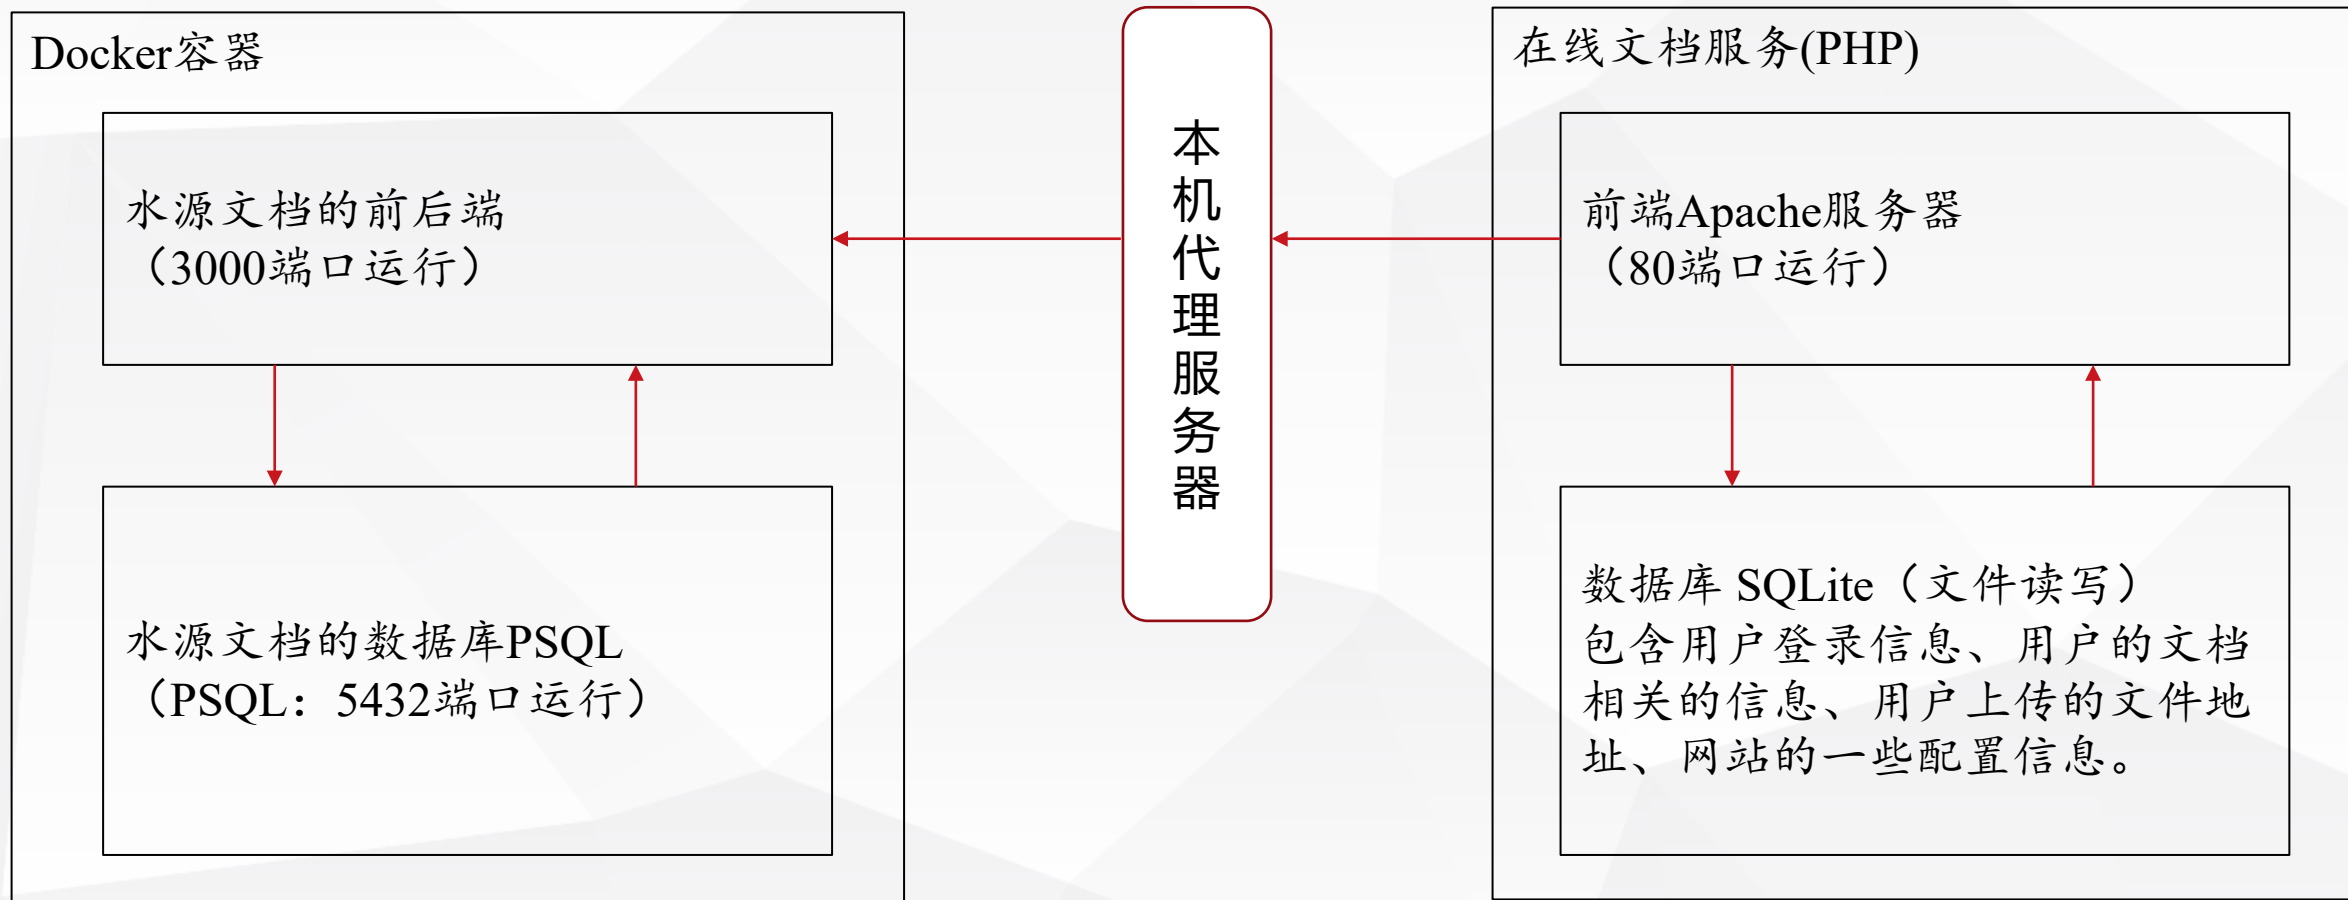 Docker容器
水源文档的前后端
（3000端口运行）
水源文档的数据库PSQL
（PSQL：5432端口运行）
本机代理服务器
在线文档服务(PHP)
前端Apache服务器
（80端口运行）
数据库 SQLite（文件读写）
包含用户登录信息、用户的文档
相关的信息、用户上传的文件地
址、网站的一些配置信息。